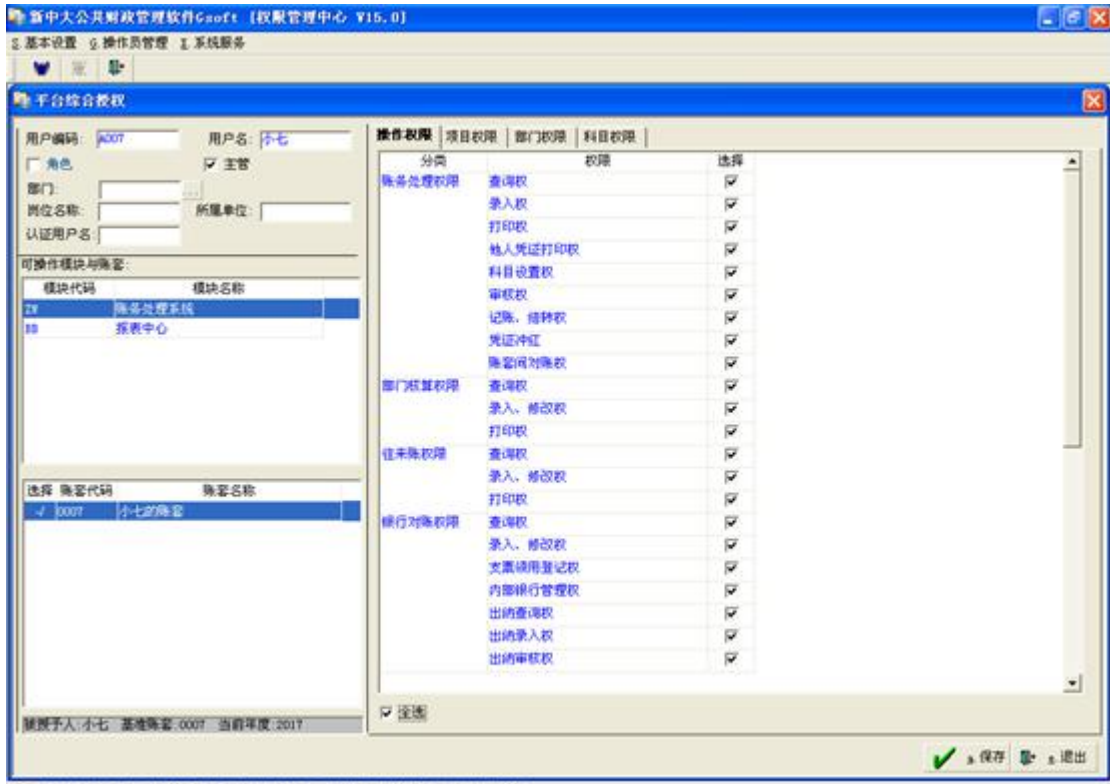 新中大公共财政管理软件Gsoft [权限管理中心 V15.0]
S 基本设置 G 操作员管理 I 系统服务
账
平台综合授权
用户编码: A007 用户名: 小七
角色 主管
部门:
岗位名称: 所属单位:
认证用户名:
可操作模块与账套:
模块代码 模块名称
ZW 账务处理系统
BB 报表中心
选择 账套代码 账套名称
√ 0007 小七的账套
被授予人:小七 基准账套:0007 当前年度:2017
操作权限 项目权限 部门权限 科目权限
分类 权限 选择
账务处理权限 查询权
录入权
打印权
他人凭证打印权
科目设置权
审核权
记账、结转权
凭证冲红
账套间对账权
部门核算权限 查询权
录入、修改权
打印权
往来账权限 查询权
录入、修改权
打印权
银行对账权限 查询权
录入、修改权
支票领用登记权
内部银行管理权
出纳查询权
出纳录入权
出纳审核权
全选
保存 退出